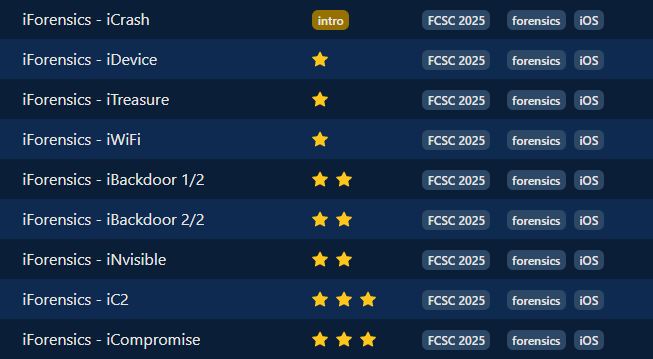 iForensics - iCrash intro FCSC 2025 forensics iOS
iForensics - iDevice FCSC 2025 forensics iOS
iForensics - iTreasure FCSC 2025 forensics iOS
iForensics - iWiFi FCSC 2025 forensics iOS
iForensics - iBackdoor 1/2 FCSC 2025 forensics iOS
iForensics - iBackdoor 2/2 FCSC 2025 forensics iOS
iForensics - iNvisible FCSC 2025 forensics iOS
iForensics - iC2 FCSC 2025 forensics iOS
iForensics - iCompromise FCSC 2025 forensics iOS